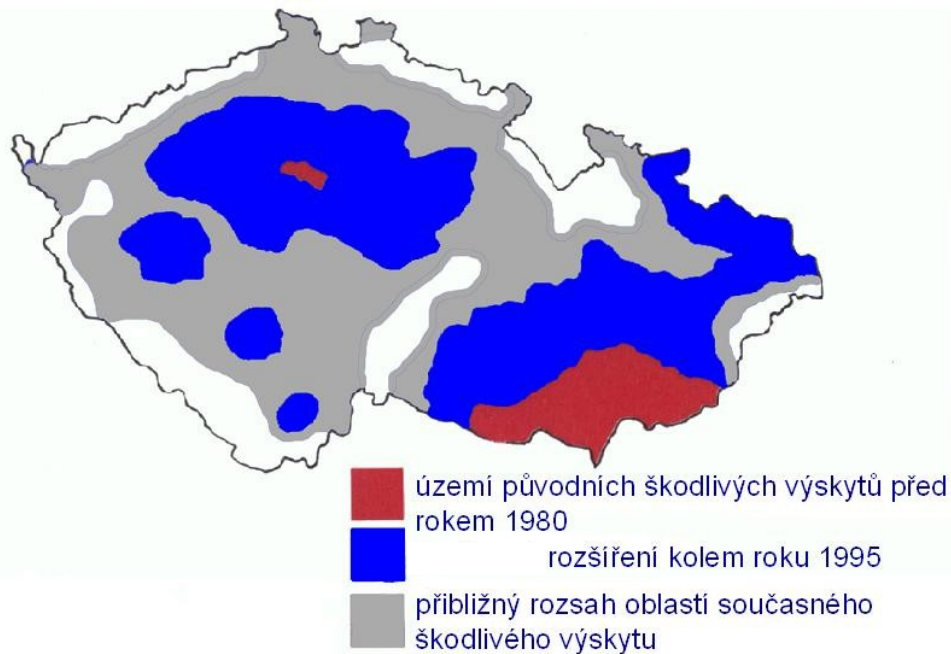 území původních škodlivých výskytů před
rokem 1980
rozšíření kolem roku 1995
přibližný rozsah oblastí současného
škodlivého výskytu